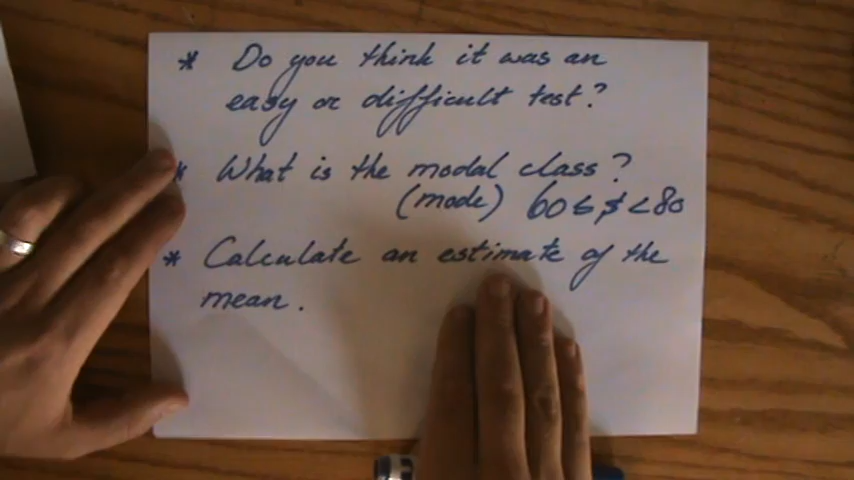 * Do you think it was an
easy or difficult test?
* What is the modal class?
(mode) 60 ≤ $ < 80
* Calculate an estimate of the
mean.